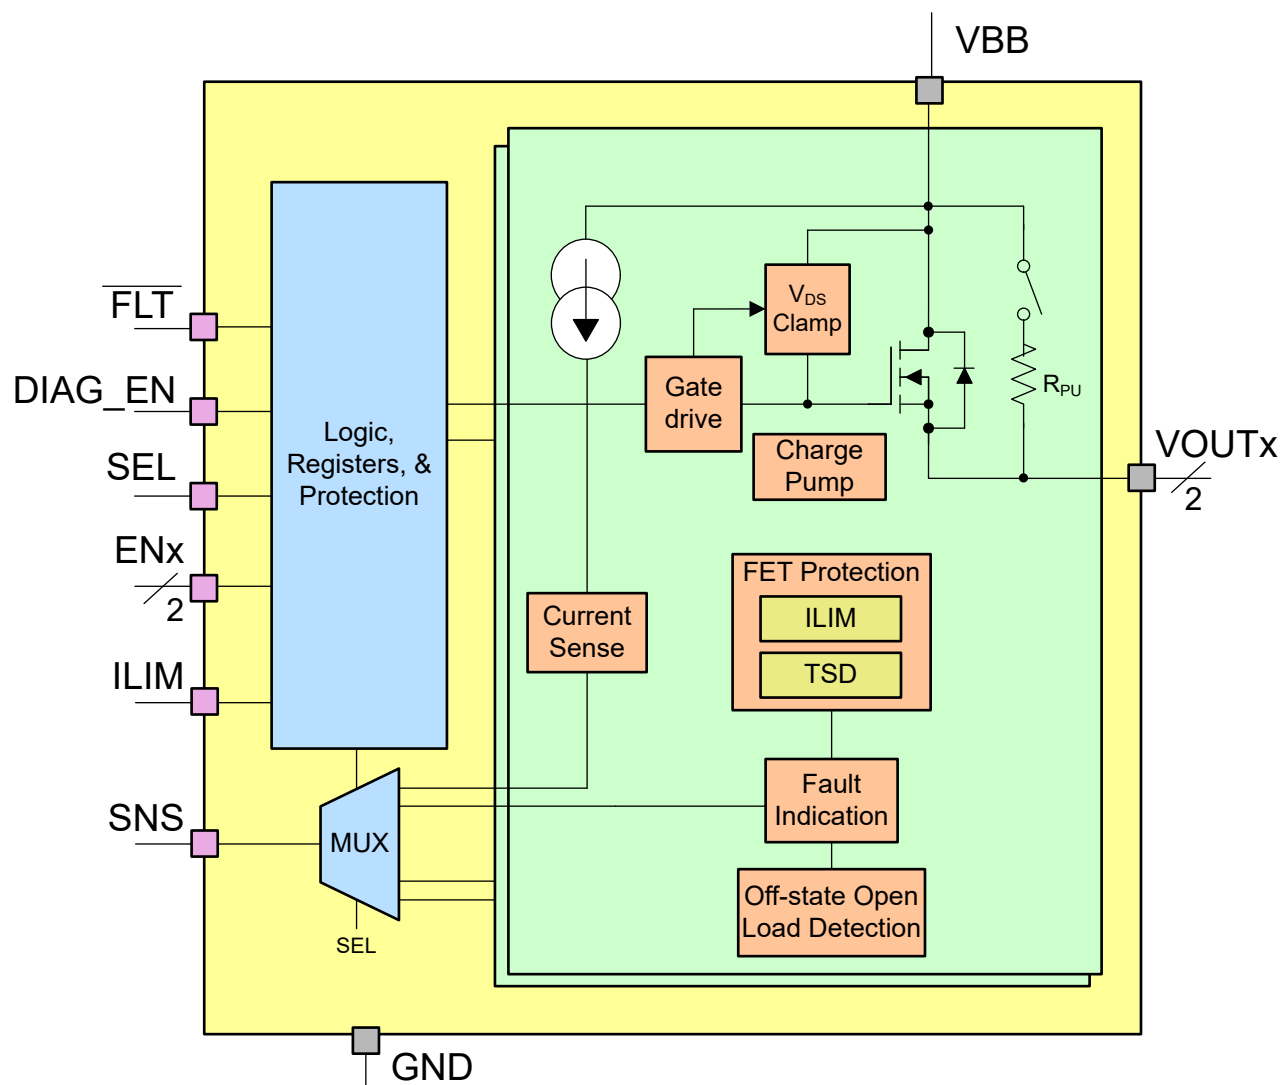 VBB
FLT
DIAG_EN
SEL
ENx
2
ILIM
SNS
Logic,
Registers, &
Protection
MUX
SEL
VDS
Clamp
Gate
drive
Charge
Pump
RPU
VOUTx
2
Current
Sense
FET Protection
ILIM
TSD
Fault
Indication
Off-state Open
Load Detection
GND